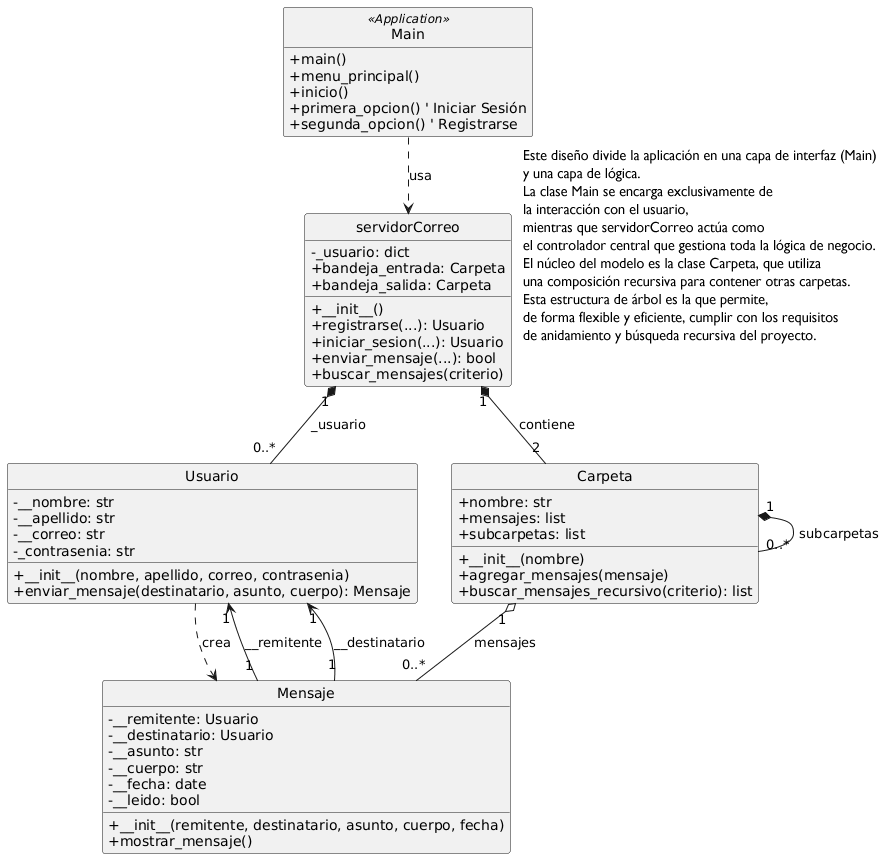 «Application»
Main
+main()
+menu_principal()
+inicio()
+primera_opcion() ' Iniciar Sesión
+segunda_opcion() ' Registrarse
usa
Este diseño divide la aplicación en una capa de interfaz (Main)
y una capa de lógica.
La clase Main se encarga exclusivamente de
la interacción con el usuario,
mientras que servidorCorreo actúa como
el controlador central que gestiona toda la lógica de negocio.
El núcleo del modelo es la clase Carpeta, que utiliza
una composición recursiva para contener otras carpetas.
Esta estructura de árbol es la que permite,
de forma flexible y eficiente, cumplir con los requisitos
de anidamiento y búsqueda recursiva del proyecto.
servidorCorreo
-_usuario: dict
+bandeja_entrada: Carpeta
+bandeja_salida: Carpeta
+__init__()
+registrarse(...): Usuario
+iniciar_sesion(...): Usuario
+enviar_mensaje(...): bool
+buscar_mensajes(criterio)
1
1
_usuario
contiene
0..*
2
Usuario
-__nombre: str
-__apellido: str
-__correo: str
-_contrasenia: str
+__init__(nombre, apellido, correo, contrasenia)
+enviar_mensaje(destinatario, asunto, cuerpo): Mensaje
Carpeta
+nombre: str
+mensajes: list
+subcarpetas: list
+__init__(nombre)
+agregar_mensajes(mensaje)
+buscar_mensajes_recursivo(criterio): list
1
subcarpetas
0..*
1
1
1
crea
__remitente
__destinatario
mensajes
1
1
0..*
Mensaje
-__remitente: Usuario
-__destinatario: Usuario
-__asunto: str
-__cuerpo: str
-__fecha: date
-__leido: bool
+__init__(remitente, destinatario, asunto, cuerpo, fecha)
+mostrar_mensaje()